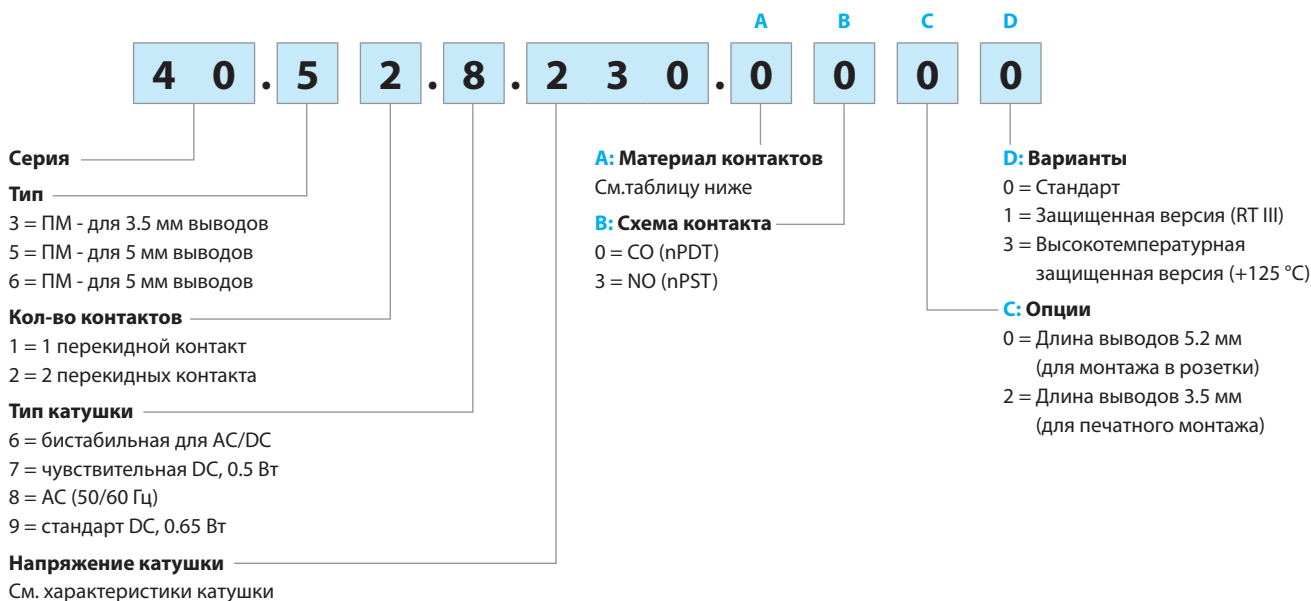 A B C D
4 0 . 5 2 . 8 . 2 3 0 . 0 0 0 0
Серия
Тип
3 = ПМ - для 3.5 мм выводов
5 = ПМ - для 5 мм выводов
6 = ПМ - для 5 мм выводов
Кол-во контактов
1 = 1 перекидной контакт
2 = 2 перекидных контакта
Тип катушки
6 = бистабильная для AC/DC
7 = чувствительная DC, 0.5 Вт
8 = AC (50/60 Гц)
9 = стандарт DC, 0.65 Вт
Напряжение катушки
См. характеристики катушки
A: Материал контактов
См.таблицу ниже
B: Схема контакта
0 = CO (nPDT)
3 = NO (nPST)
D: Варианты
0 = Стандарт
1 = Защищенная версия (RT III)
3 = Высокотемпературная
защищенная версия (+125 °C)
C: Опции
0 = Длина выводов 5.2 мм
(для монтажа в розетки)
2 = Длина выводов 3.5 мм
(для печатного монтажа)